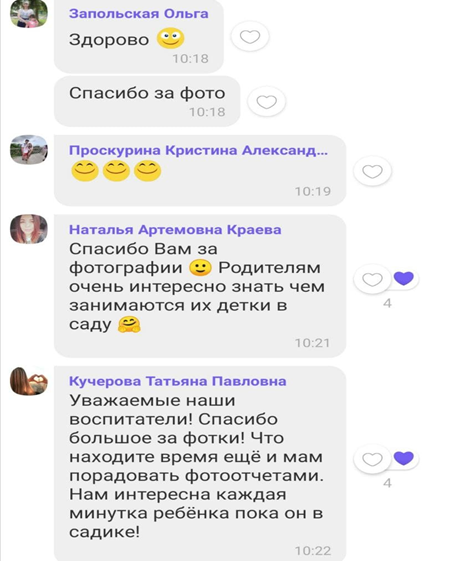 Запольская Ольга
Здорово 🙂
10:18
Спасибо за фото
10:18
Проскурина Кристина Александ...
😊😊😊
10:19
Наталья Артемовна Краева
Спасибо Вам за
фотографии 🙂 Родителям
очень интересно знать чем
занимаются их детки в
саду 🤗
4
10:21
Кучерова Татьяна Павловна
Уважаемые наши
воспитатели! Спасибо
большое за фотки! Что
находите время ещё и мам
порадовать фотоотчетами.
Нам интересна каждая
минутка ребёнка пока он в
садике!
4
10:22